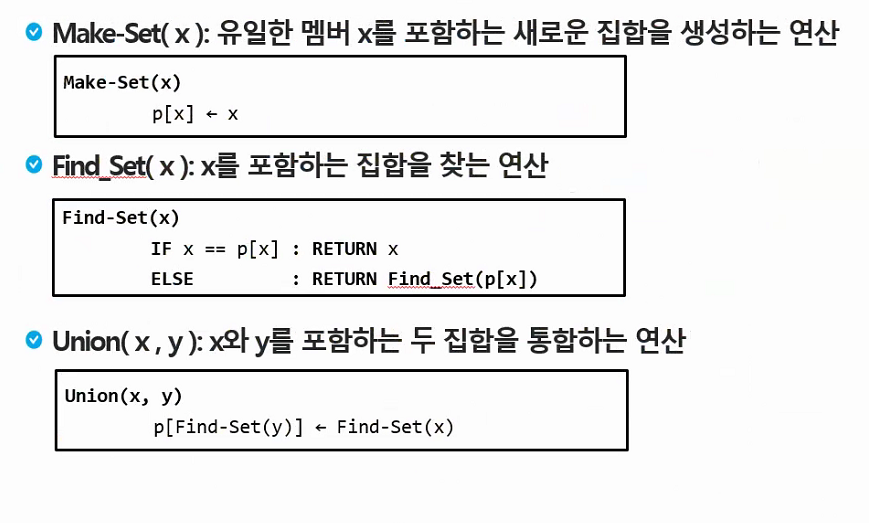 Make-Set( x ): 유일한 멤버 x를 포함하는 새로운 집합을 생성하는 연산
Make-Set(x)
p[x] ← x
Find_Set( x ): x를 포함하는 집합을 찾는 연산
Find-Set(x)
IF x == p[x] : RETURN x
ELSE : RETURN Find_Set(p[x])
Union( x , y ): x와 y를 포함하는 두 집합을 통합하는 연산
Union(x, y)
p[Find-Set(y)] ← Find-Set(x)